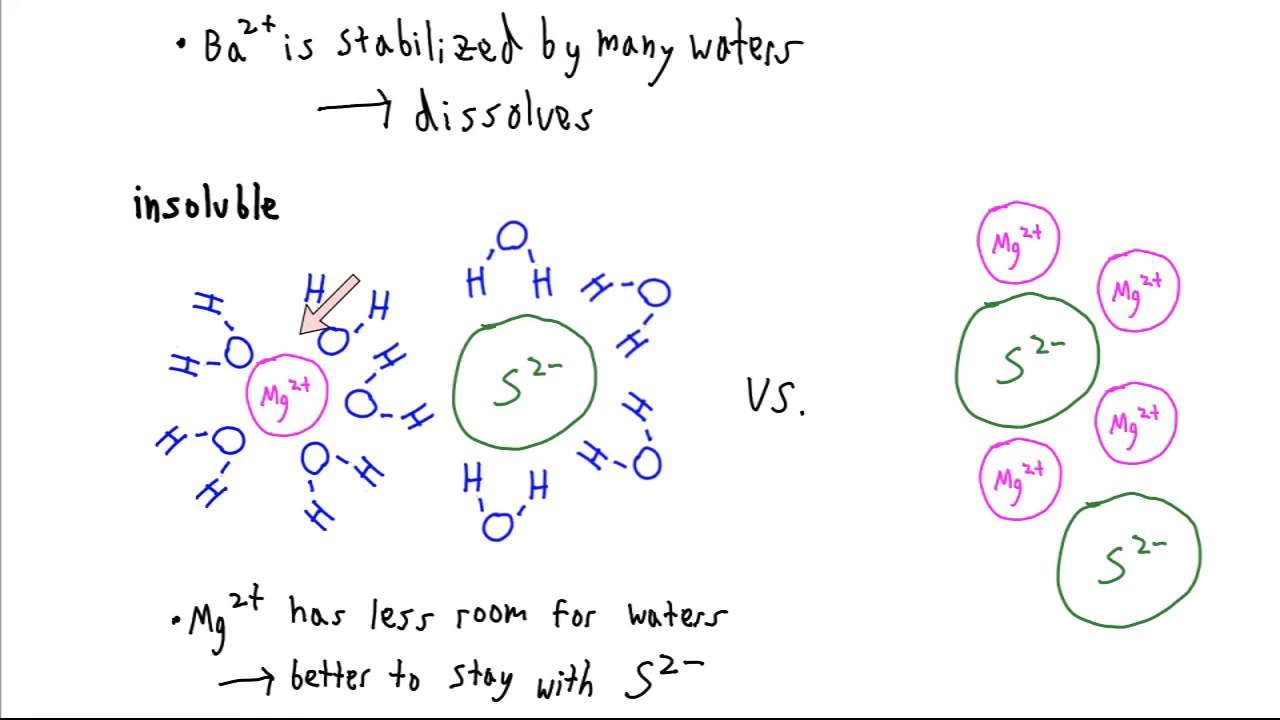 • Ba²⁺ is stabilized by many waters
→ dissolves
insoluble
H H O Mg²⁺
H H O
H O H
H H O
O H H
O H H S²⁻
H O H
H H O
H H O
vs.
Mg²⁺
Mg²⁺
S²⁻
Mg²⁺
Mg²⁺
S²⁻
• Mg²⁺ has less room for waters
→ better to stay with S²⁻